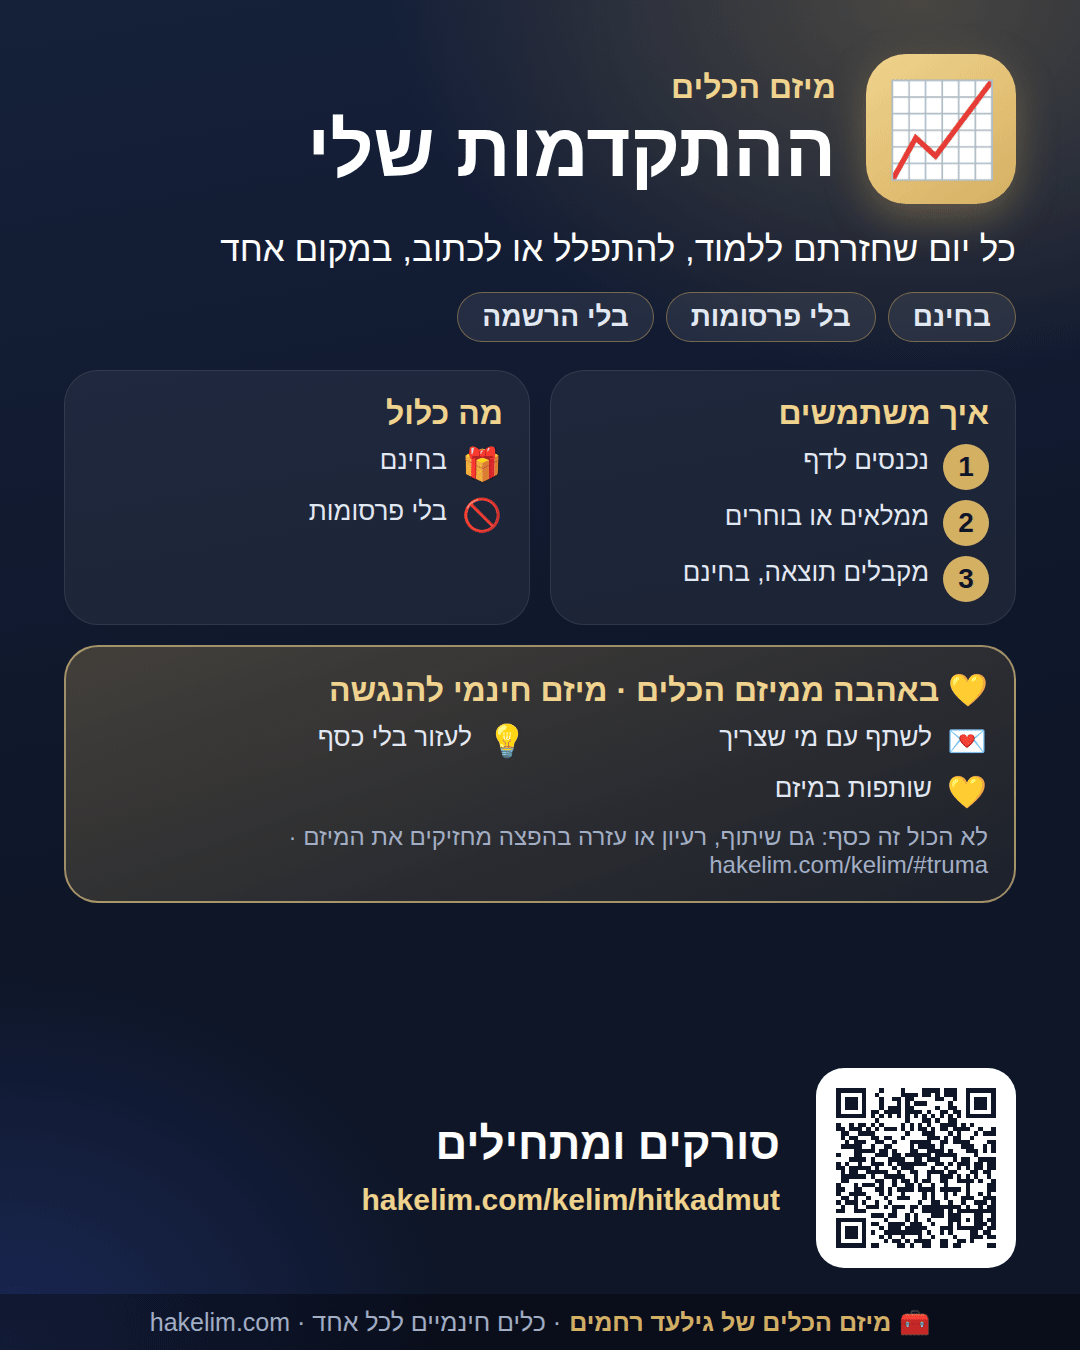 מיזם הכלים
ההתקדמות שלי
כל יום שחזרתם ללמוד, להתפלל או לכתוב, במקום אחד
בחינם
בלי פרסומות
בלי הרשמה
איך משתמשים
1 נכנסים לדף
2 ממלאים או בוחרים
3 מקבלים תוצאה, בחינם
מה כלול
בחינם
בלי פרסומות
באהבה ממיזם הכלים · מיזם חינמי להנגשה
לשתף עם מי שצריך
לעזור בלי כסף
שותפות במיזם
לא הכול זה כסף: גם שיתוף, רעיון או עזרה בהפצה מחזיקים את המיזם ·
hakelim.com/kelim/#truma
סורקים ומתחילים
hakelim.com/kelim/hitkadmut
מיזם הכלים של גילעד רחמים · כלים חינמיים לכל אחד · hakelim.com